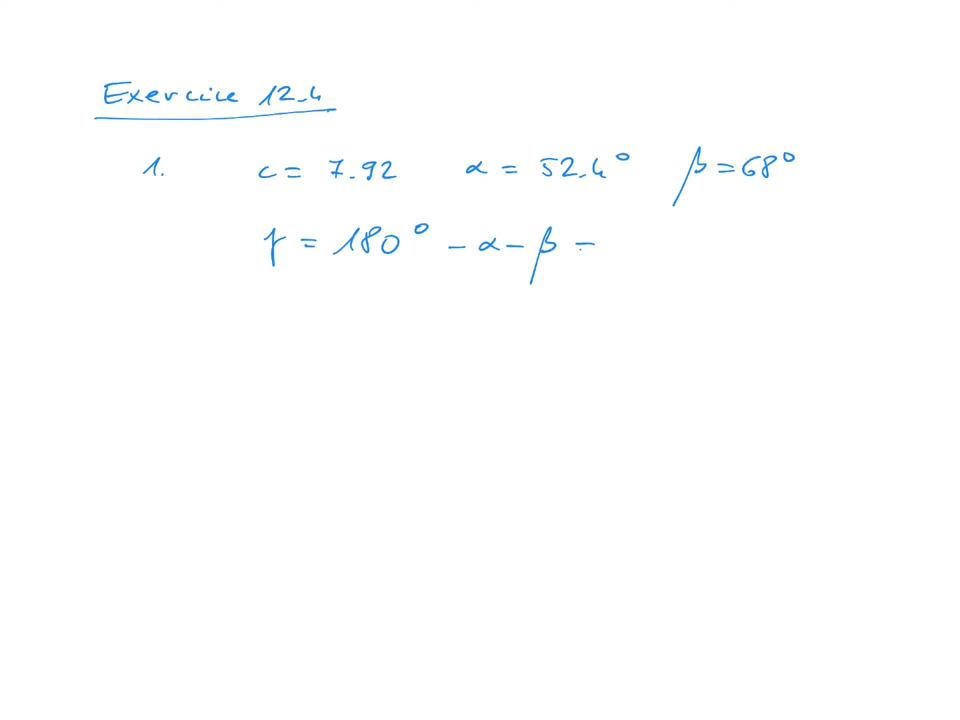 Exercice 12.4
1. c = 7.92 α = 52.4° β = 68°
γ = 180° - α - β =